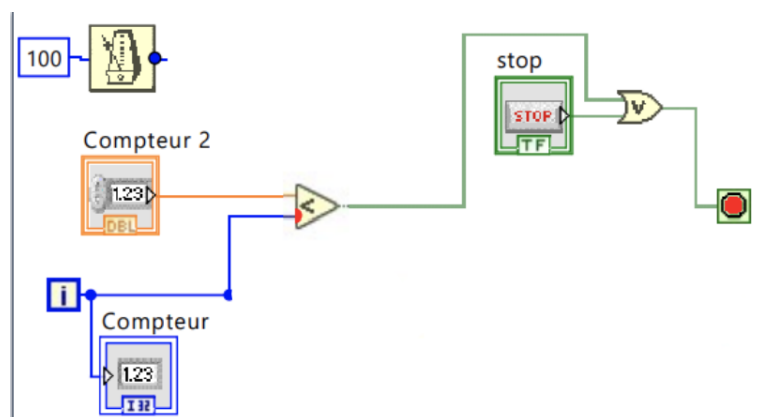 100
stop
STOP
TF
V
Compteur 2
1.23
DBL
<
i
Compteur
1.23
I32